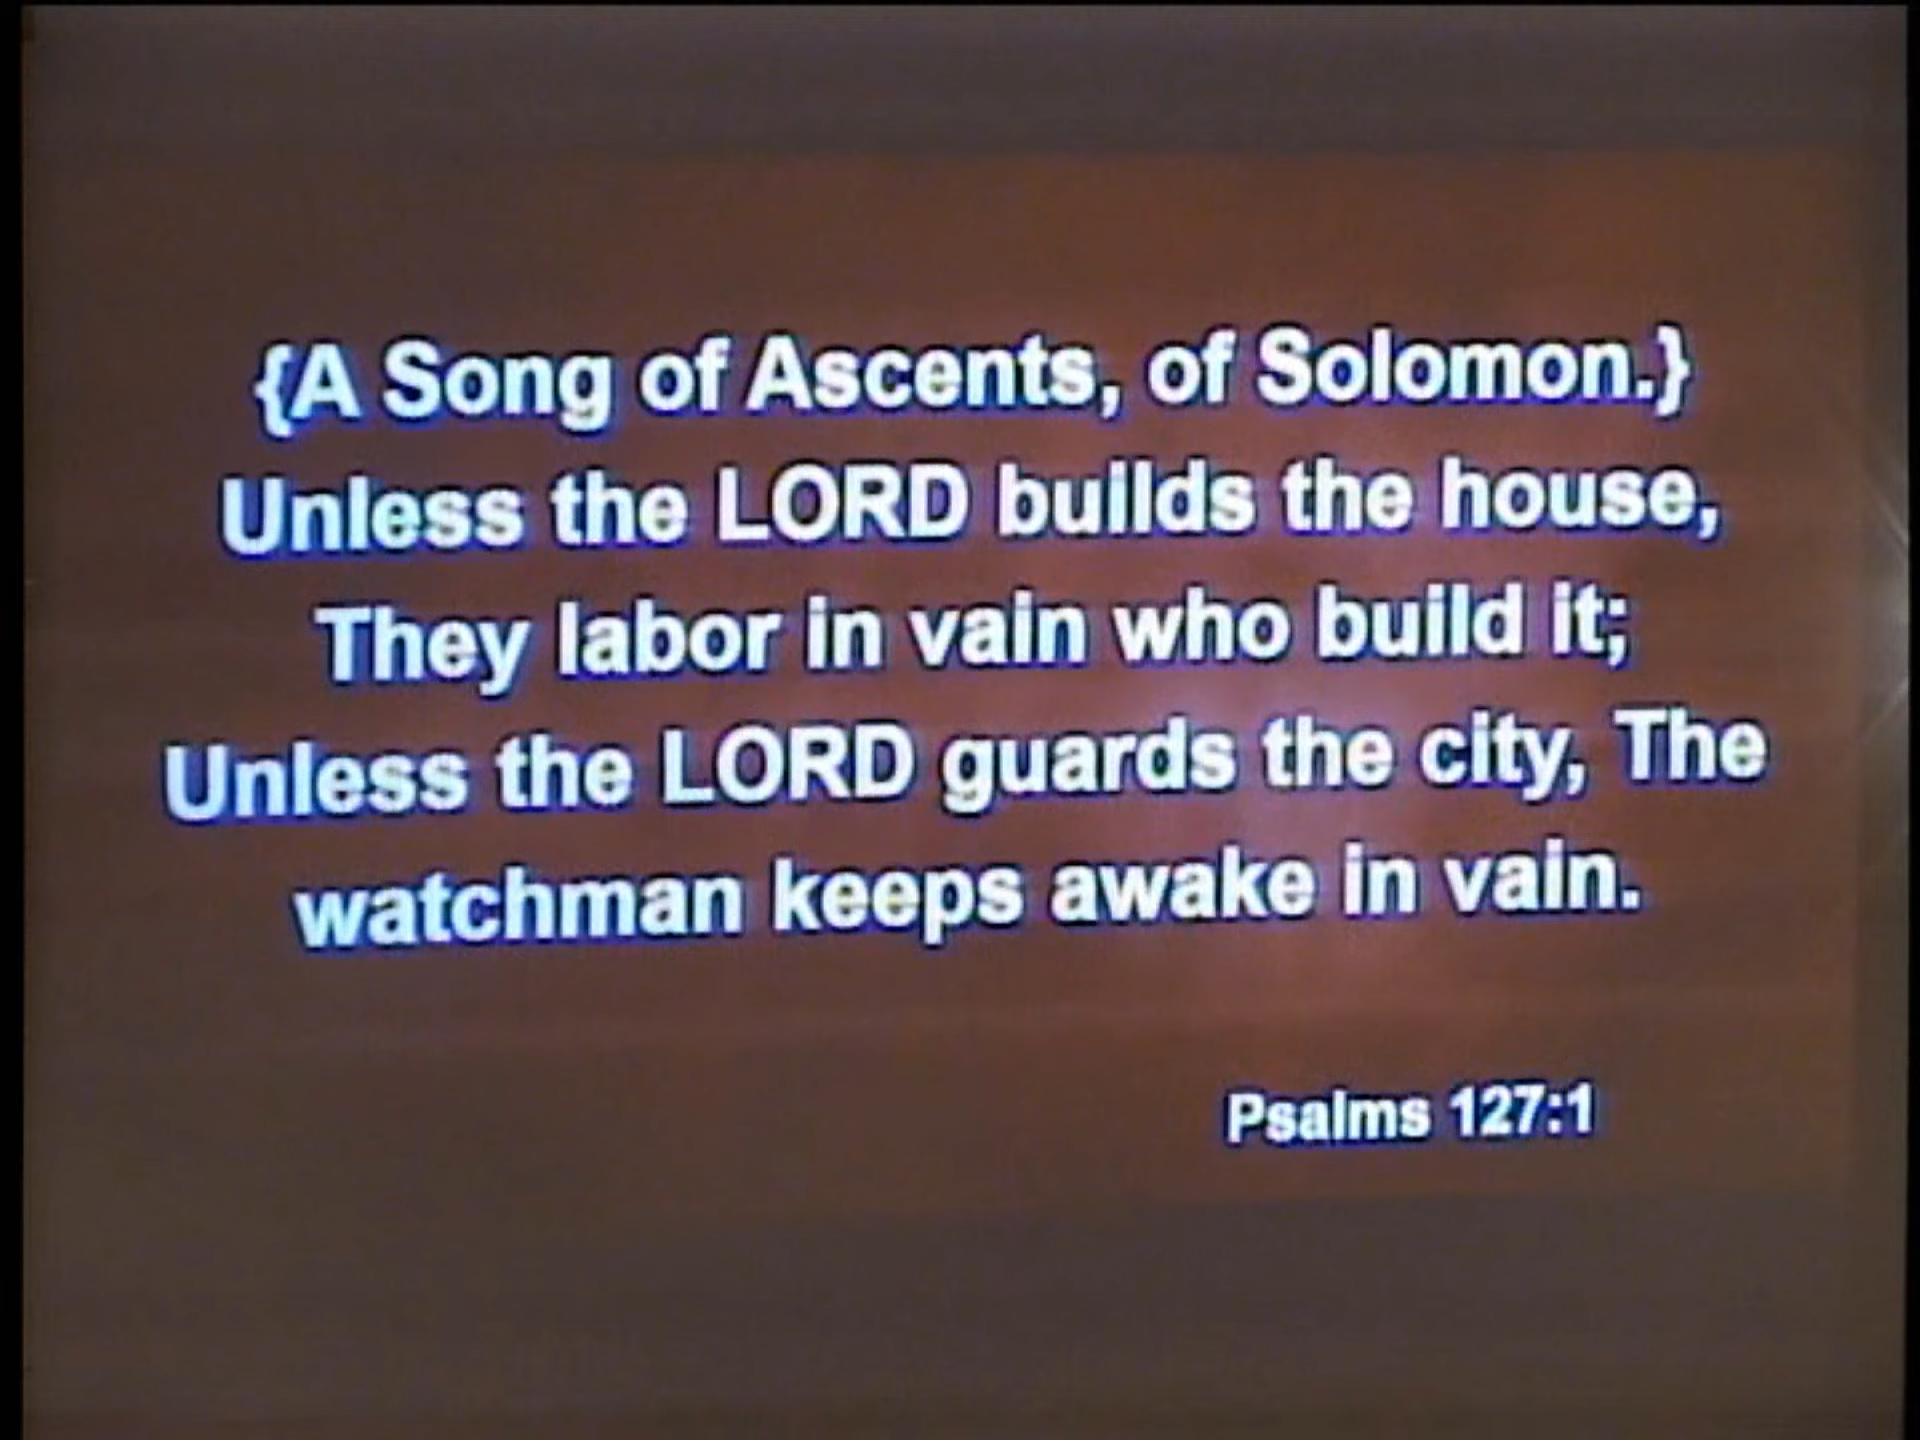 {A Song of Ascents, of Solomon.}
Unless the LORD builds the house,
They labor in vain who build it;
Unless the LORD guards the city, The
watchman keeps awake in vain.
Psalms 127:1